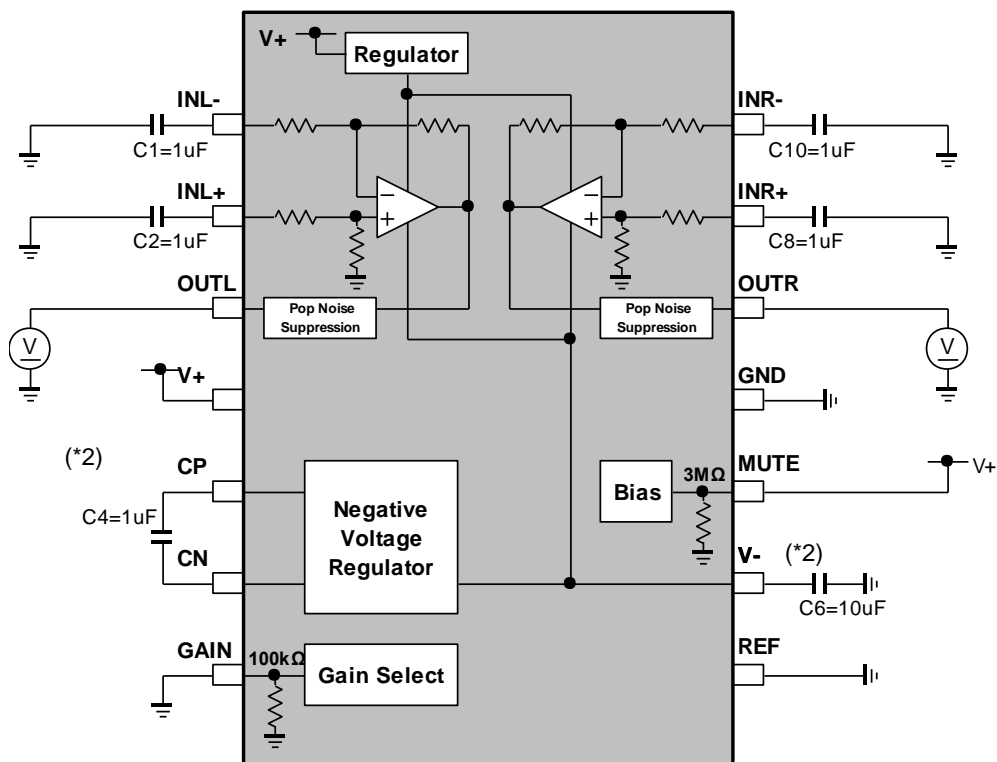 V+
Regulator
INL-
INR-
C1=1uF
C10=1uF
INL+
INR+
−
−
+
+
C2=1uF
C8=1uF
OUTL
OUTR
Pop Noise
Suppression
Pop Noise
Suppression
V
V
V+
GND
(*2)
CP
MUTE
3MΩ
V+
Bias
C4=1uF
Negative
Voltage
Regulator
CN
V-
(*2)
C6=10uF
GAIN
REF
100kΩ
Gain Select